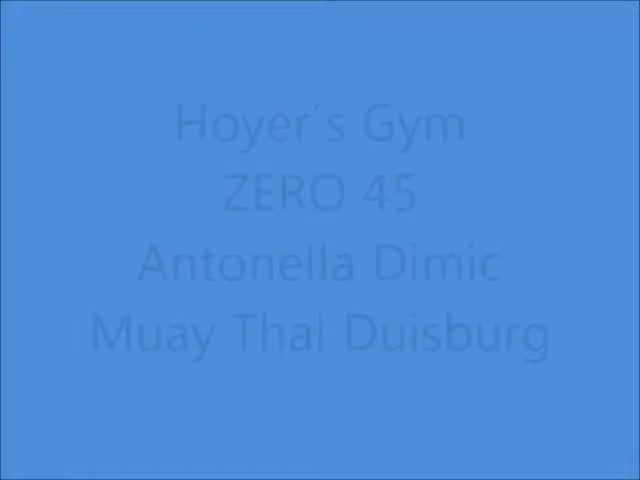 Hoyer´s Gym
ZERO 45
Antonella Dimic
Muay Thai Duisburg